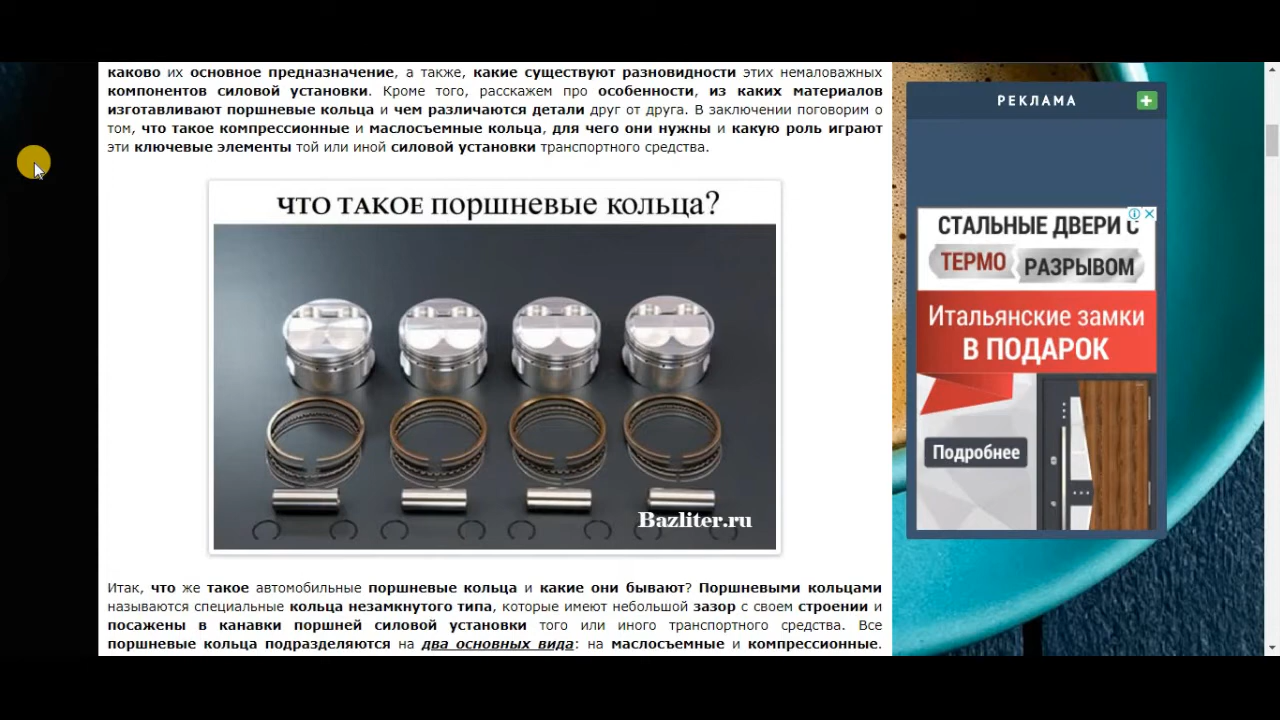 каково их основное предназначение, а также, какие существуют разновидности этих немаловажных
компонентов силовой установки. Кроме того, расскажем про особенности, из каких материалов
изготавливают поршневые кольца и чем различаются детали друг от друга. В заключении поговорим о
том, что такое компрессионные и маслосъемные кольца, для чего они нужны и какую роль играют
эти ключевые элементы той или иной силовой установки транспортного средства.
ЧТО ТАКОЕ поршневые кольца?
Bazliter.ru
Итак, что же такое автомобильные поршневые кольца и какие они бывают? Поршневыми кольцами
называются специальные кольца незамкнутого типа, которые имеют небольшой зазор с своем строении и
посажены в канавки поршней силовой установки того или иного транспортного средства. Все
поршневые кольца подразделяются на два основных вида: на маслосъемные и компрессионные.
РЕКЛАМА
СТАЛЬНЫЕ ДВЕРИ С
ТЕРМО РАЗРЫВОМ
Итальянские замки
В ПОДАРОК
Подробнее